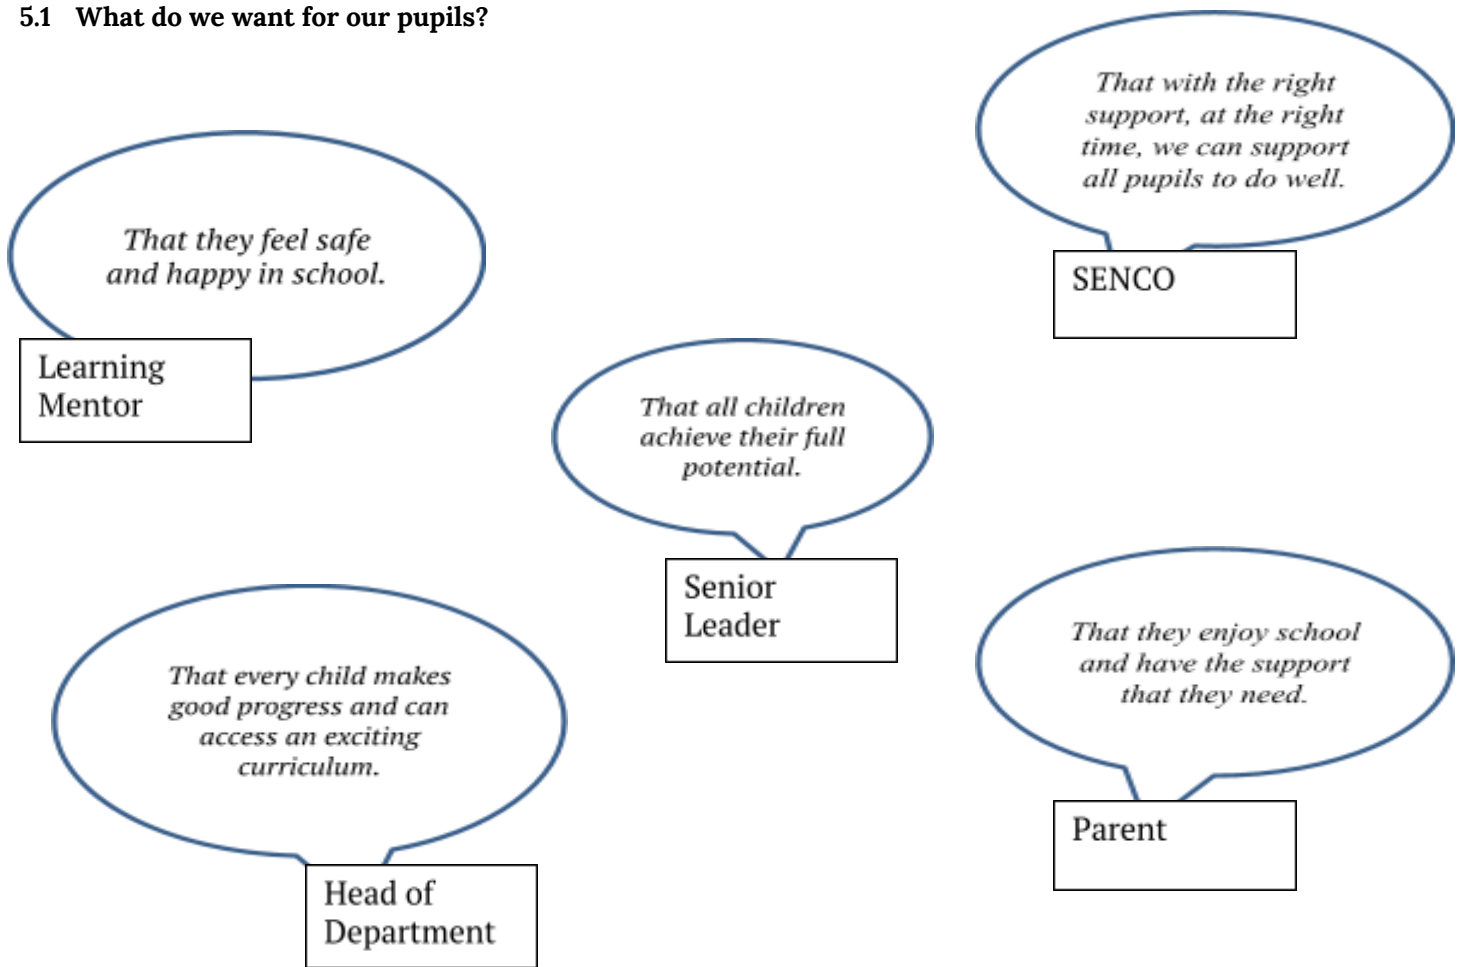 5.1 What do we want for our pupils?
That with the right
support, at the right
time, we can support
all pupils to do well.
SENCO
That they feel safe
and happy in school.
Learning
Mentor
That all children
achieve their full
potential.
Senior
Leader
That every child makes
good progress and can
access an exciting
curriculum.
Head of
Department
That they enjoy school
and have the support
that they need.
Parent